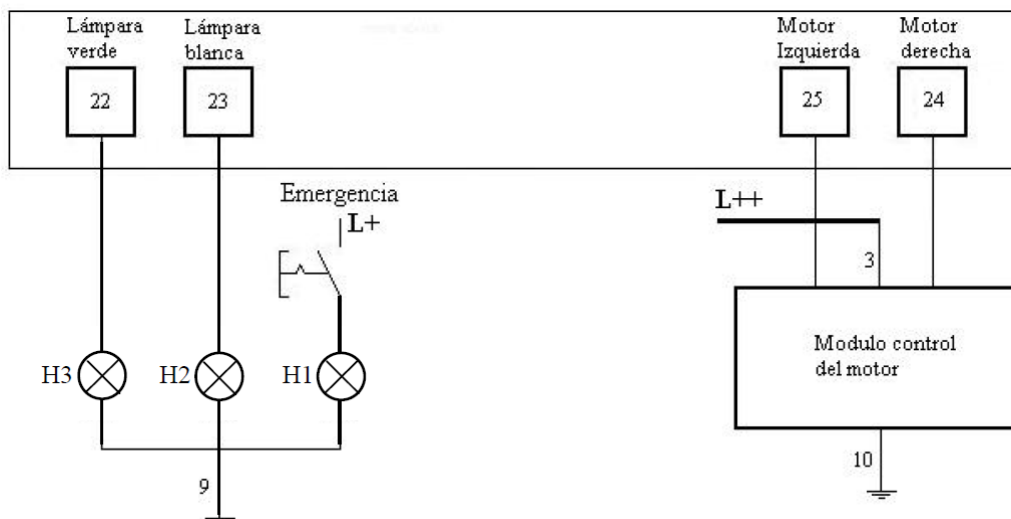 Lámpara
verde
Lámpara
blanca
Motor
Izquierda
Motor
derecha
22
23
25
24
Emergencia
L+
L++
3
H3
H2
H1
Modulo control
del motor
9
10